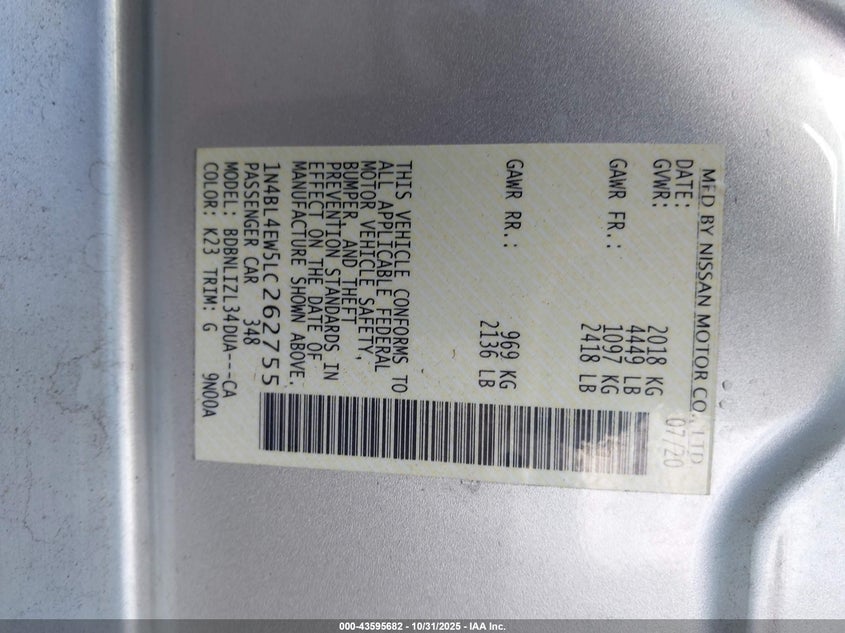 MFD BY NISSAN MOTOR CO., LTD
DATE: 07/20
GVWR: 2018 KG
4449 LB
GAWR FR.: 1097 KG
2418 LB
GAWR RR.: 969 KG
2136 LB
THIS VEHICLE CONFORMS TO
ALL APPLICABLE FEDERAL
MOTOR VEHICLE SAFETY,
BUMPER, AND THEFT
PREVENTION STANDARDS IN
EFFECT ON THE DATE OF
MANUFACTURE SHOWN ABOVE.
1N4BL4EW5LC262755
PASSENGER CAR 348
MODEL: BDBNLIZL34DUA---CA
COLOR: K23 TRIM: G 9N00A
000-43595682 - 10/31/2025 - IAA Inc.